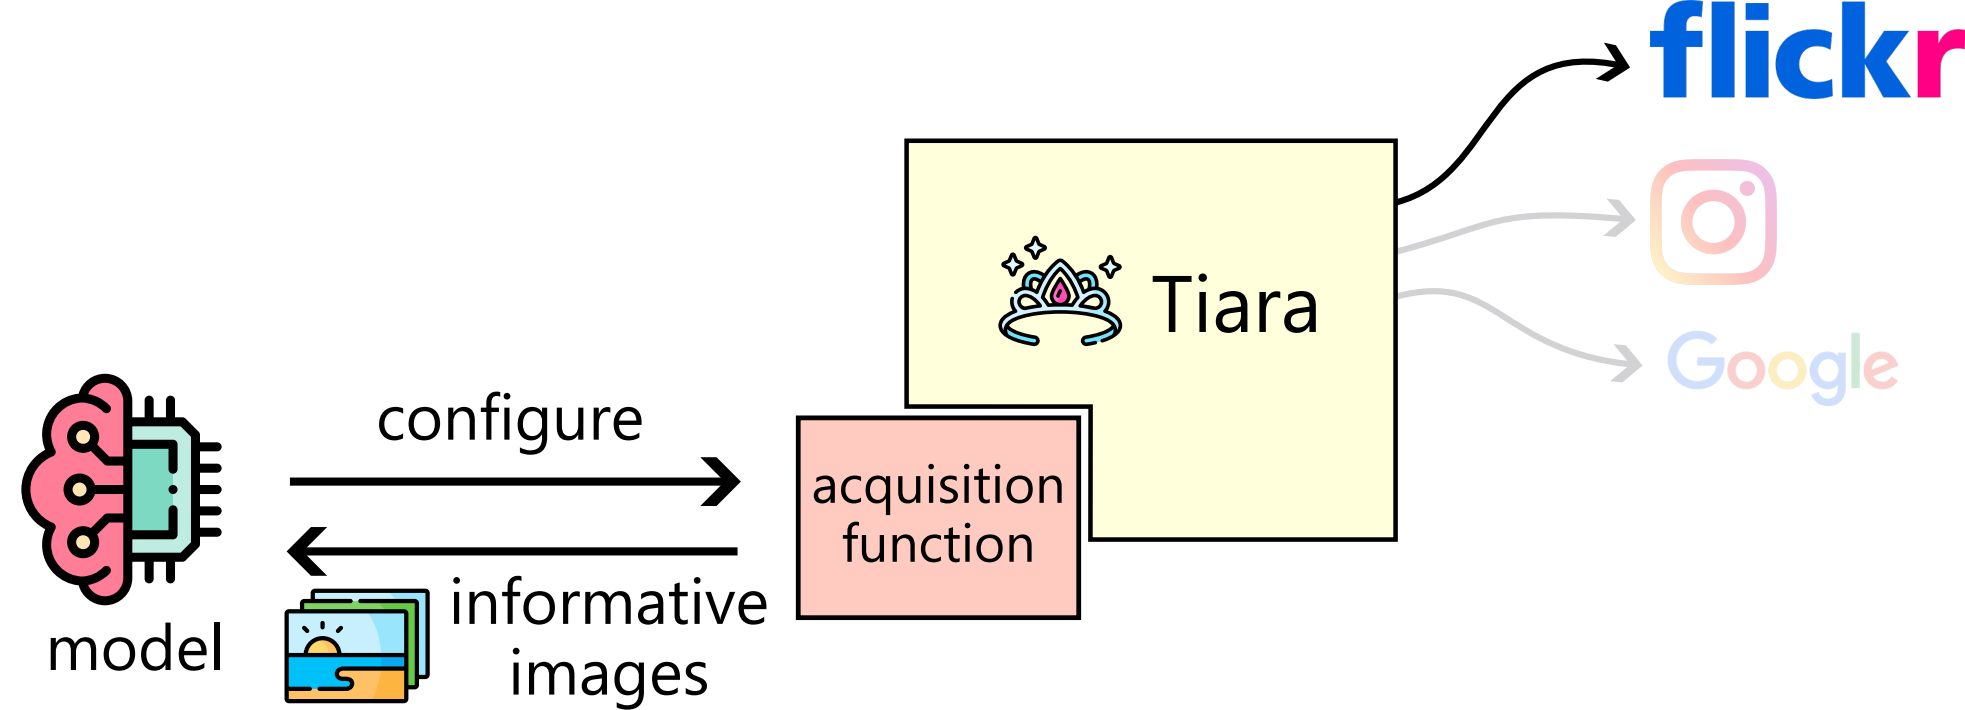 flickr
Tiara
Google
configure
acquisition
function
informative
images
model